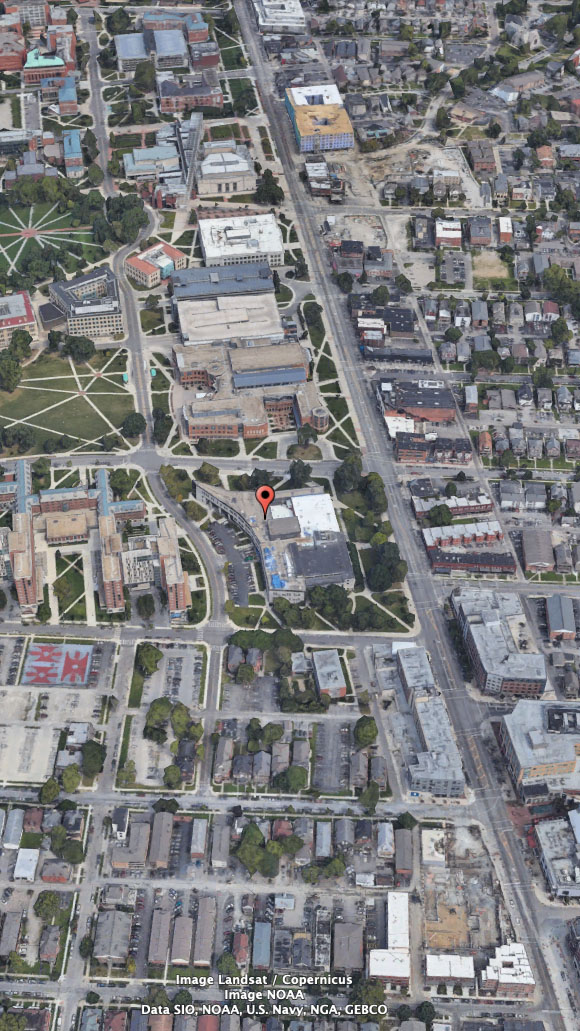 Image Landsat / Copernicus
Image NOAA
Data SIO, NOAA, U.S. Navy, NGA, GEBCO